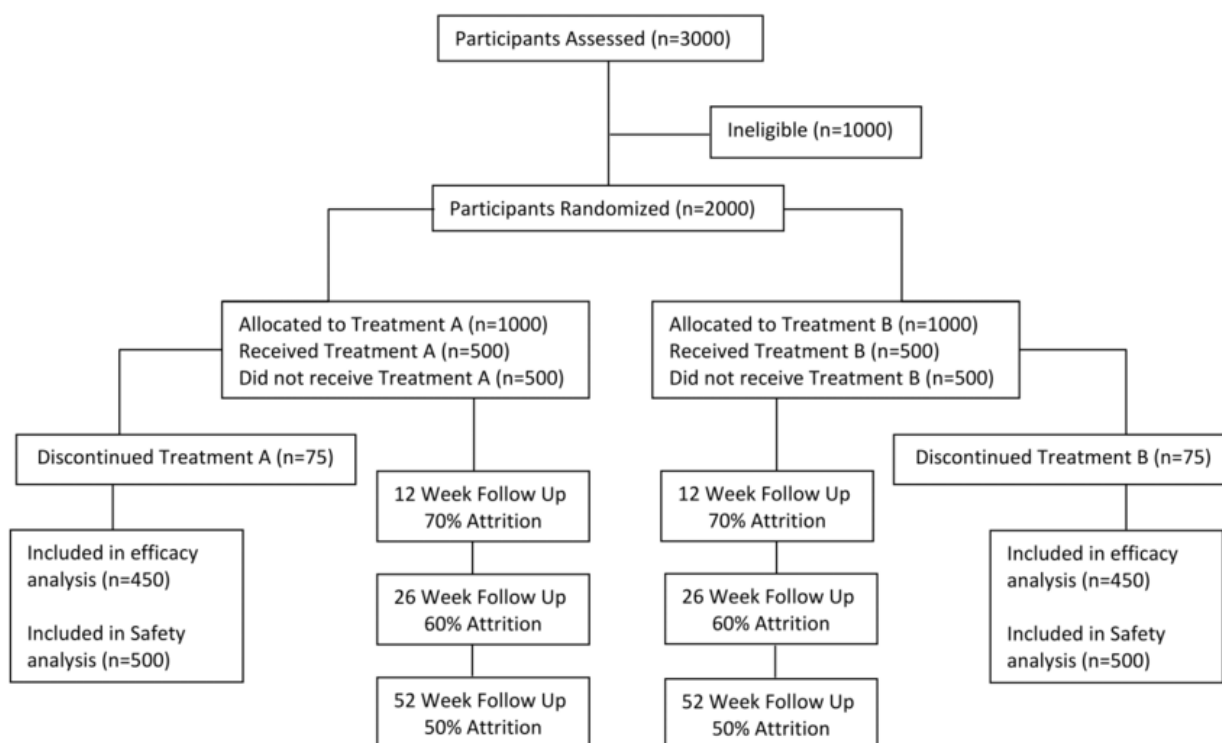 Participants Assessed (n=3000)
Ineligible (n=1000)
Participants Randomized (n=2000)
Allocated to Treatment A (n=1000)
Received Treatment A (n=500)
Did not receive Treatment A (n=500)
Allocated to Treatment B (n=1000)
Received Treatment B (n=500)
Did not receive Treatment B (n=500)
Discontinued Treatment A (n=75)
Discontinued Treatment B (n=75)
12 Week Follow Up
70% Attrition
12 Week Follow Up
70% Attrition
Included in efficacy
analysis (n=450)
Included in Safety
analysis (n=500)
26 Week Follow Up
60% Attrition
26 Week Follow Up
60% Attrition
Included in efficacy
analysis (n=450)
Included in Safety
analysis (n=500)
52 Week Follow Up
50% Attrition
52 Week Follow Up
50% Attrition